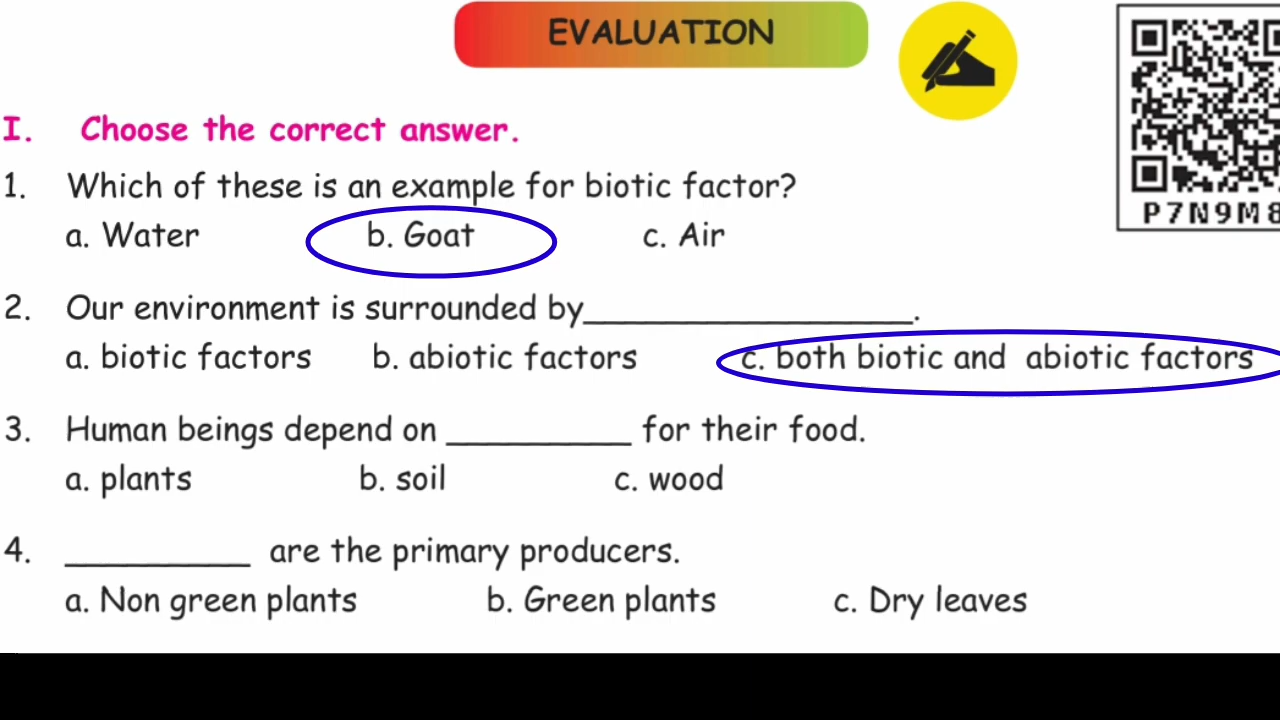 EVALUATION
I. Choose the correct answer.
1. Which of these is an example for biotic factor?
a. Water b. Goat c. Air
P7N9M8
2. Our environment is surrounded by__________________.
a. biotic factors b. abiotic factors c. both biotic and abiotic factors
3. Human beings depend on __________ for their food.
a. plants b. soil c. wood
4. __________ are the primary producers.
a. Non green plants b. Green plants c. Dry leaves